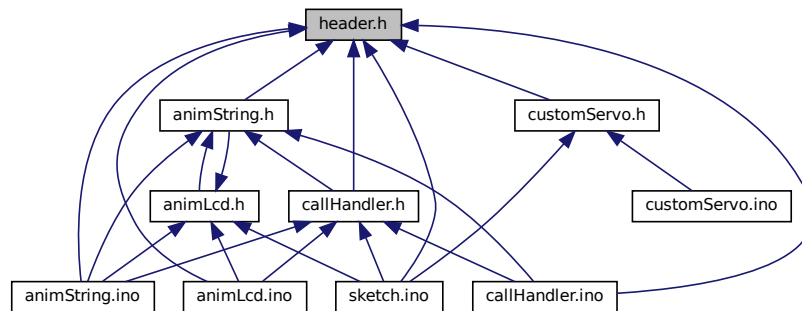 header.h
animString.h
customServo.h
animLcd.h
callHandler.h
customServo.ino
animString.ino
animLcd.ino
sketch.ino
callHandler.ino